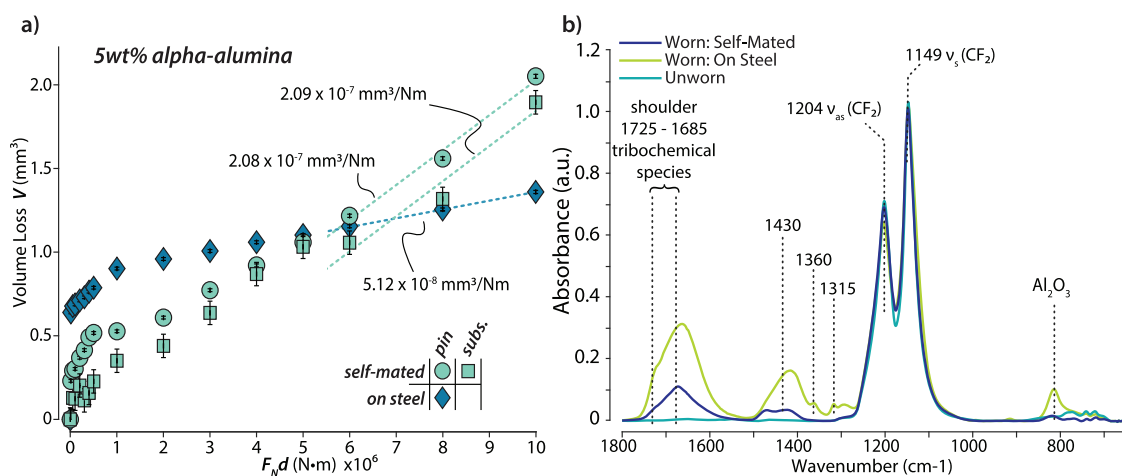 a)
5wt% alpha-alumina
2.09 x 10⁻⁷ mm³/Nm
2.08 x 10⁻⁷ mm³/Nm
5.12 x 10⁻⁸ mm³/Nm
Volume Loss V (mm³)
2.0
1.5
1.0
0.5
0
pin
subs.
self-mated
on steel
0 1 2 3 4 5 6 7 8 9 10
F_N d (N•m) x10⁶
b)
Worn: Self-Mated
Worn: On Steel
Unworn
1149 ν_s (CF₂)
1204 ν_as (CF₂)
shoulder
1725 - 1685
tribochemical
species
1430
1360
1315
Al₂O₃
Absorbance (a.u.)
1.2
1.0
0.8
0.6
0.4
0.2
0
1800 1600 1400 1200 1000 800
Wavenumber (cm-1)